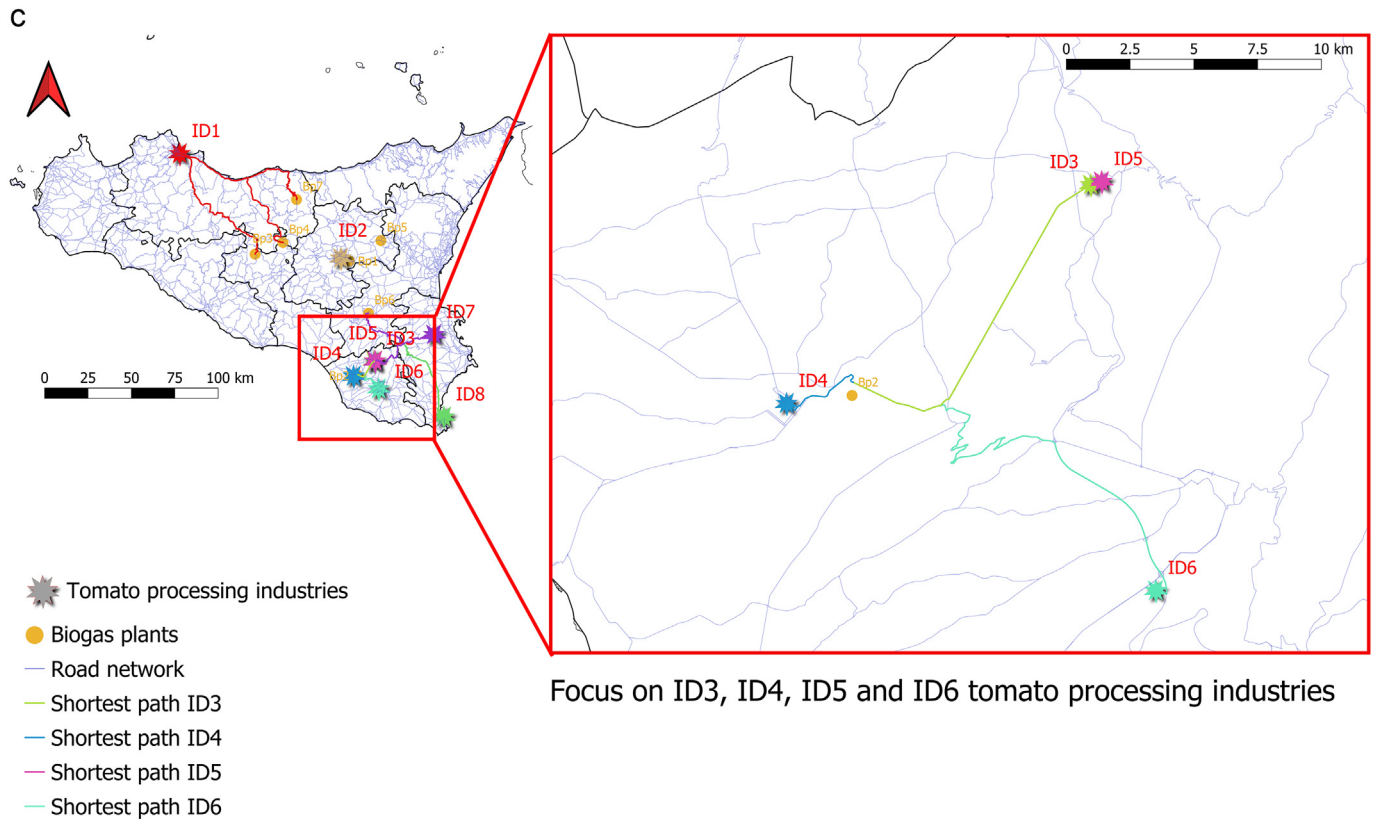 C
ID1
Bp7
Bp4
Bp3
ID2
Bp5
Bp1
Bp6
ID7
ID5
ID3
ID4
ID6
ID8
0 25 50 75 100 km
0 2.5 5 7.5 10 km
ID3
ID5
ID4
Bp2
ID6
Focus on ID3, ID4, ID5 and ID6 tomato processing industries
Tomato processing industries
Biogas plants
Road network
Shortest path ID3
Shortest path ID4
Shortest path ID5
Shortest path ID6